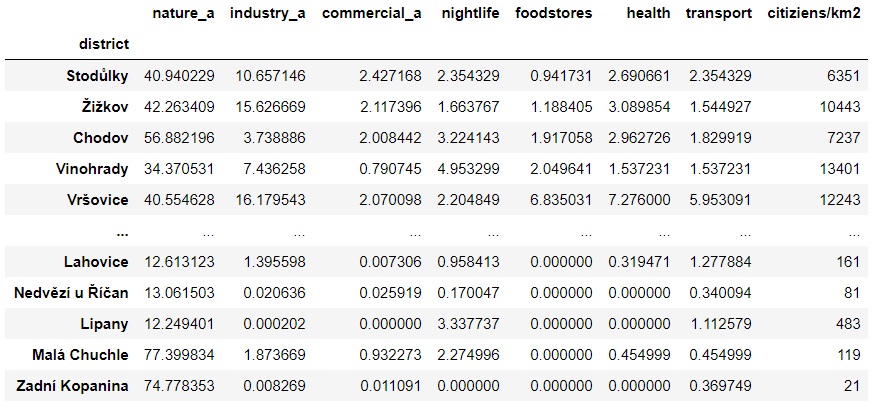 nature_a industry_a commercial_a nightlife foodstores health transport citiziens/km2
district
Stodůlky 40.940229 10.657146 2.427168 2.354329 0.941731 2.690661 2.354329 6351
Žižkov 42.263409 15.626669 2.117396 1.663767 1.188405 3.089854 1.544927 10443
Chodov 56.882196 3.738886 2.008442 3.224143 1.917058 2.962726 1.829919 7237
Vinohrady 34.370531 7.436258 0.790745 4.953299 2.049641 1.537231 1.537231 13401
Vršovice 40.554628 16.179543 2.070098 2.204849 6.835031 7.276000 5.953091 12243
... ... ... ... ... ... ... ... ...
Lahovice 12.613123 1.395598 0.007306 0.958413 0.000000 0.319471 1.277884 161
Nedvězí u Říčan 13.061503 0.020636 0.025919 0.170047 0.000000 0.000000 0.340094 81
Lipany 12.249401 0.000202 0.000000 3.337737 0.000000 0.000000 1.112579 483
Malá Chuchle 77.399834 1.873669 0.932273 2.274996 0.000000 0.454999 0.454999 119
Zadní Kopanina 74.778353 0.008269 0.011091 0.000000 0.000000 0.000000 0.369749 21